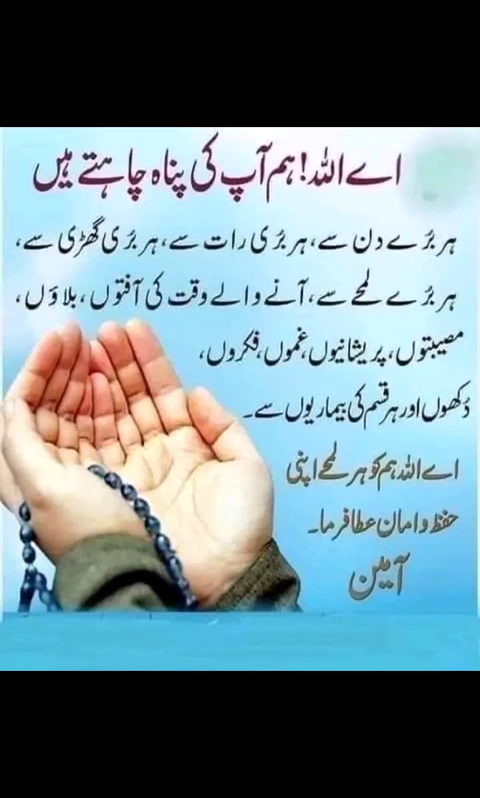 اے اللہ! ہم آپ کی پناہ چاہتے ہیں
ہر بُرے دن سے، ہر بُری رات سے، ہر بُری گھڑی سے،
ہر بُرے لمحے سے، آنے والے وقت کی آفتوں، بلاؤں،
مصیبتوں، پریشانیوں، غموں، فکروں،
دُکھوں اور ہر قسم کی بیماریوں سے۔
اے اللہ ہم کو ہر لمحے اپنی
حفظ و امان عطا فرما۔
آمین